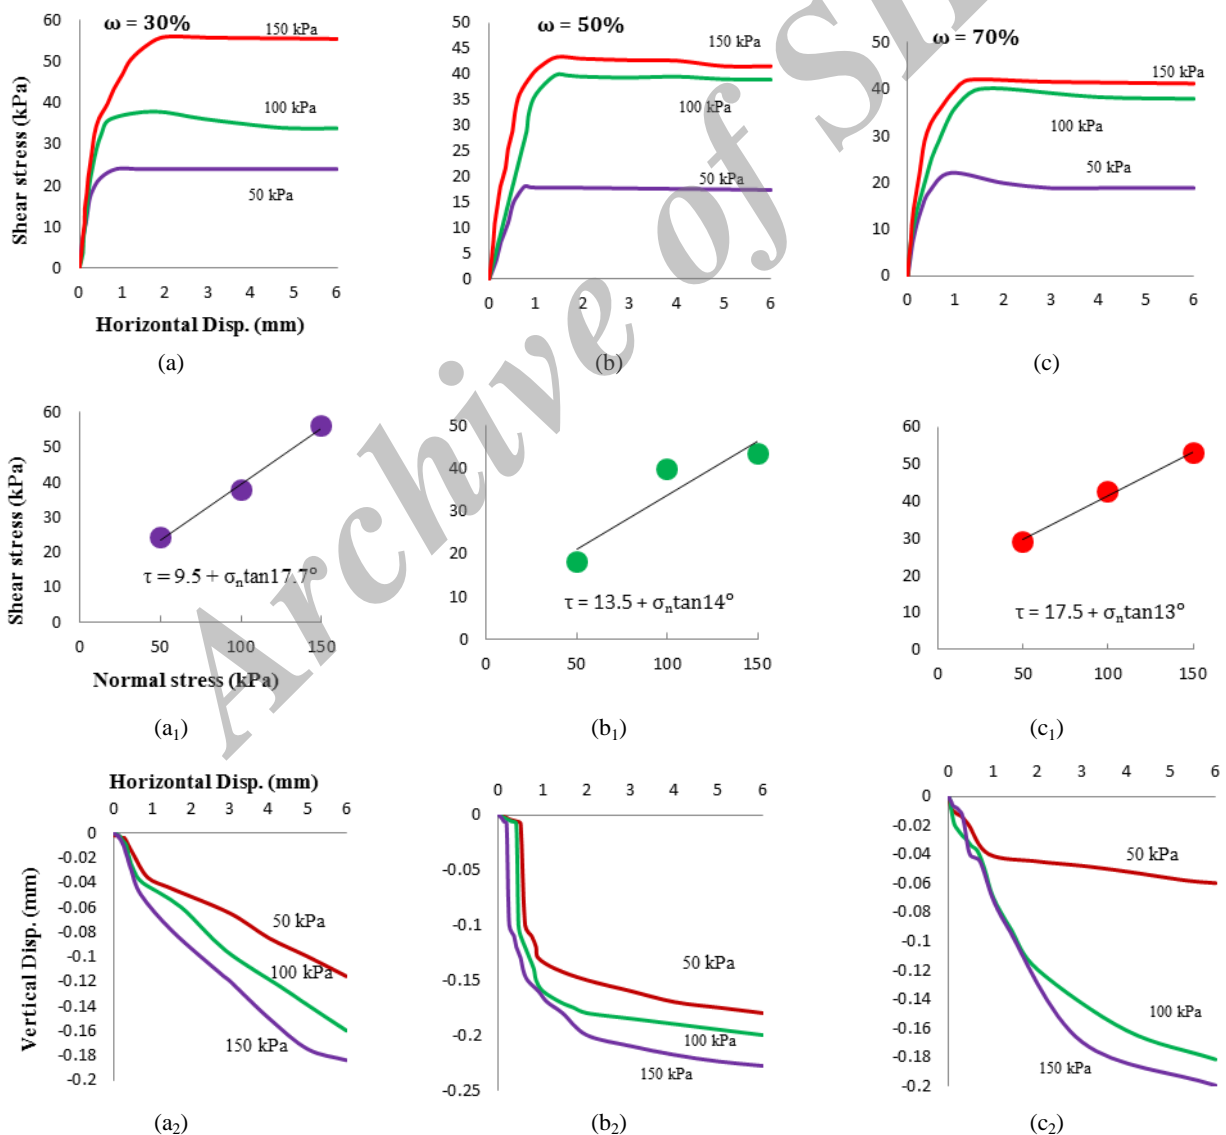 ω = 30%
ω = 50%
ω = 70%
Shear stress (kPa)
60
50
40
30
20
10
0
150 kPa
100 kPa
50 kPa
0 1 2 3 4 5 6
Horizontal Disp. (mm)
50
45
40
35
30
25
20
15
10
5
0
150 kPa
100 kPa
50 kPa
0 1 2 3 4 5 6
50
40
30
20
10
0
150 kPa
100 kPa
50 kPa
0 1 2 3 4 5 6
(a)
(b)
(c)
Shear stress (kPa)
60
50
40
30
20
10
0
τ = 9.5 + σₙtan17.7°
0 50 100 150
Normal stress (kPa)
50
40
30
20
10
0
τ = 13.5 + σₙtan14°
0 50 100 150
60
50
40
30
20
10
0
τ = 17.5 + σₙtan13°
0 50 100 150
(a₁)
(b₁)
(c₁)
Horizontal Disp. (mm)
0 1 2 3 4 5 6
Vertical Disp. (mm)
0
-0.02
-0.04
-0.06
-0.08
-0.1
-0.12
-0.14
-0.16
-0.18
-0.2
50 kPa
100 kPa
150 kPa
0 1 2 3 4 5 6
0
-0.05
-0.1
-0.15
-0.2
-0.25
50 kPa
100 kPa
150 kPa
0 1 2 3 4 5 6
0
-0.02
-0.04
-0.06
-0.08
-0.1
-0.12
-0.14
-0.16
-0.18
-0.2
50 kPa
100 kPa
150 kPa
(a₂)
(b₂)
(c₂)
Archive of